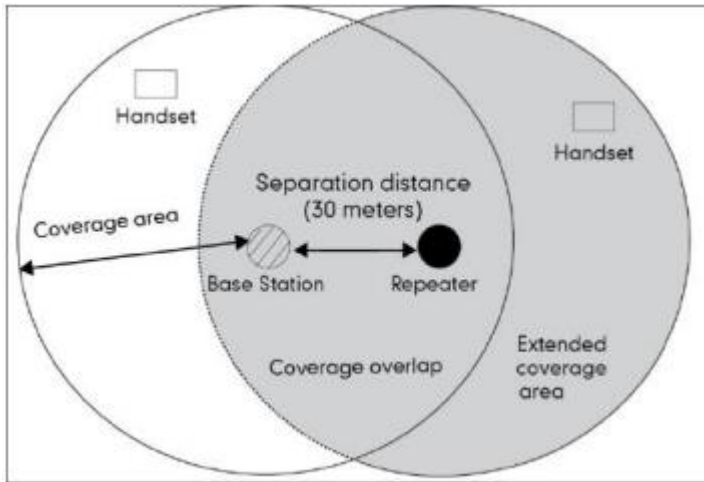 Handset
Handset
Separation distance
(30 meters)
Coverage area
Base Station
Repeater
Coverage overlap
Extended
coverage
area